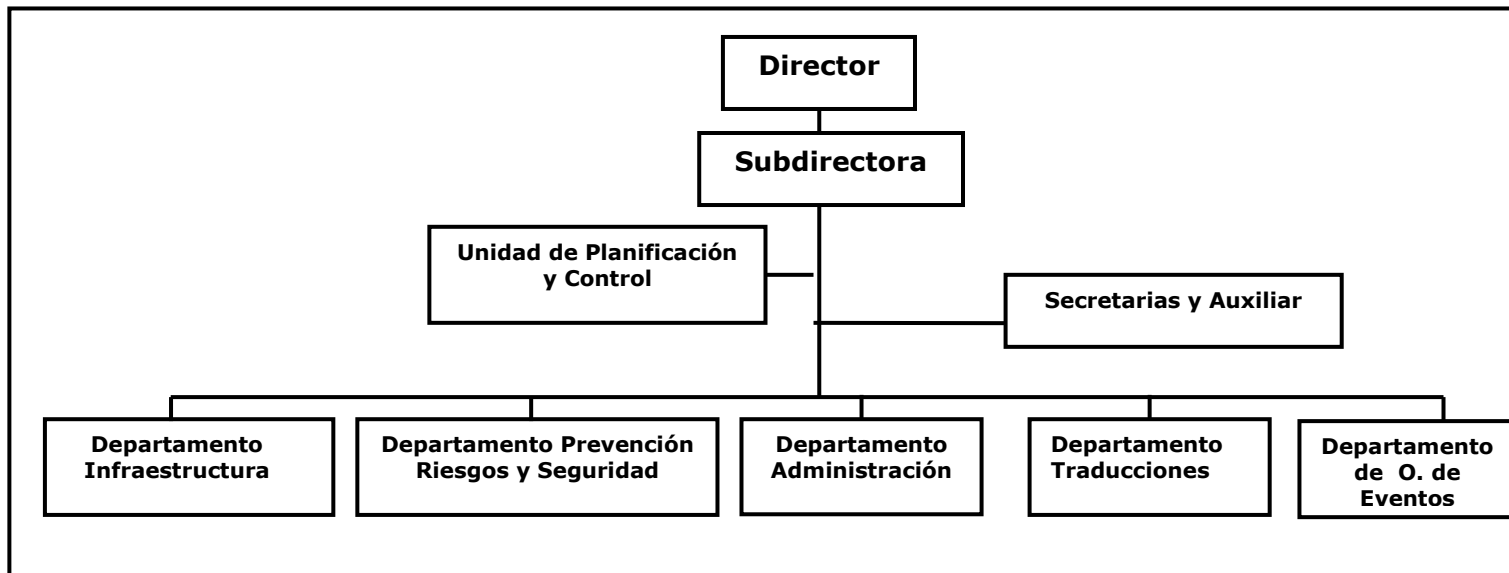 Director
Subdirectora
Unidad de Planificación
y Control
Secretarias y Auxiliar
Departamento
Infraestructura
Departamento Prevención
Riesgos y Seguridad
Departamento
Administración
Departamento
Traducciones
Departamento
de O. de
Eventos